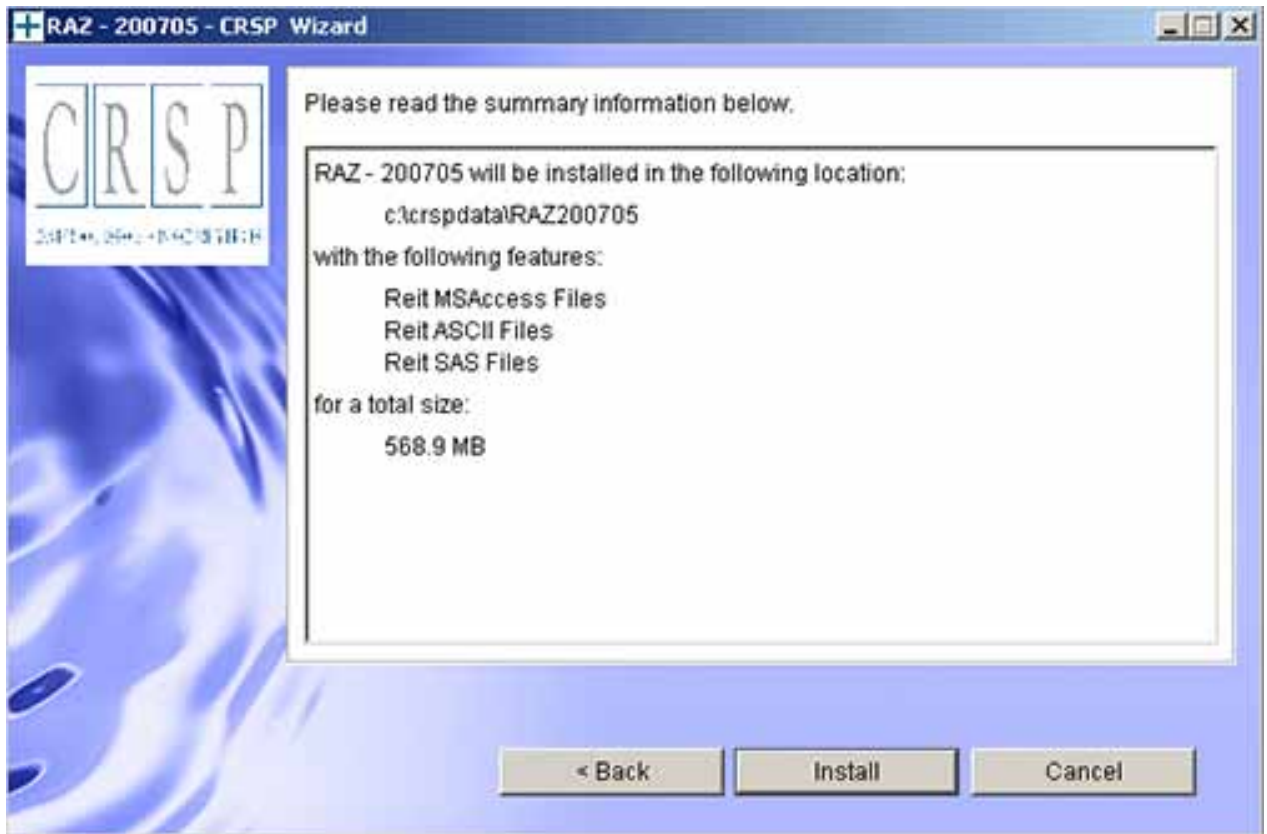 RAZ - 200705 - CRSP Wizard
CRSP
Please read the summary information below.
RAZ - 200705 will be installed in the following location:
c:\crspdata\RAZ200705
with the following features:
Reit MSAccess Files
Reit ASCII Files
Reit SAS Files
for a total size:
568.9 MB
< Back
Install
Cancel